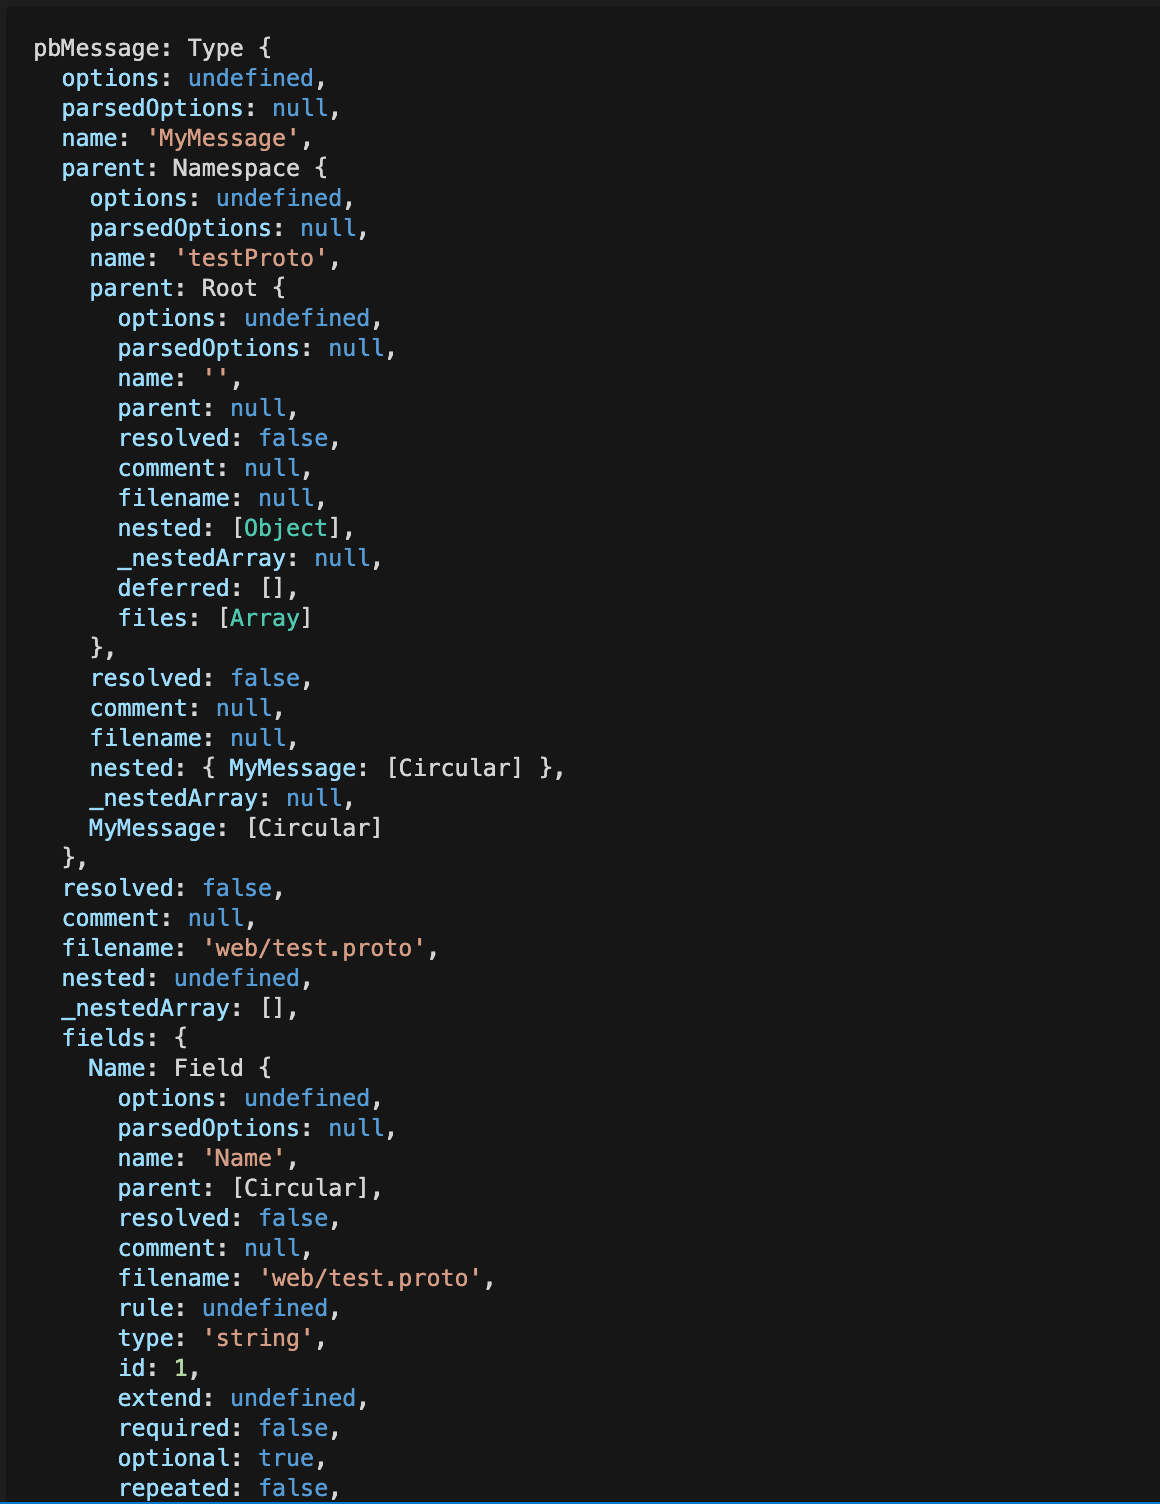 pbMessage: Type {
  options: undefined,
  parsedOptions: null,
  name: 'MyMessage',
  parent: Namespace {
    options: undefined,
    parsedOptions: null,
    name: 'testProto',
    parent: Root {
      options: undefined,
      parsedOptions: null,
      name: '',
      parent: null,
      resolved: false,
      comment: null,
      filename: null,
      nested: [Object],
      _nestedArray: null,
      deferred: [],
      files: [Array]
    },
    resolved: false,
    comment: null,
    filename: null,
    nested: { MyMessage: [Circular] },
    _nestedArray: null,
    MyMessage: [Circular]
  },
  resolved: false,
  comment: null,
  filename: 'web/test.proto',
  nested: undefined,
  _nestedArray: [],
  fields: {
    Name: Field {
      options: undefined,
      parsedOptions: null,
      name: 'Name',
      parent: [Circular],
      resolved: false,
      comment: null,
      filename: 'web/test.proto',
      rule: undefined,
      type: 'string',
      id: 1,
      extend: undefined,
      required: false,
      optional: true,
      repeated: false,